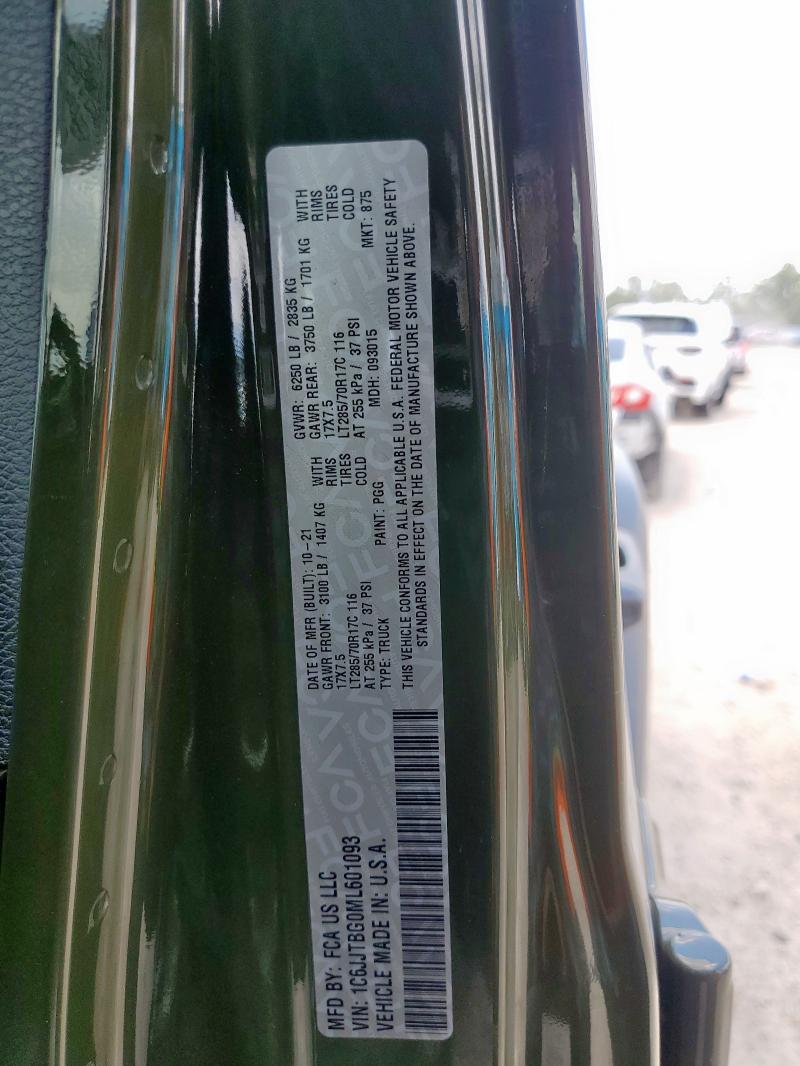 MFD BY: FCA US LLC
VIN: 1C6JJTBG0ML601093
VEHICLE MADE IN: U.S.A.
DATE OF MFR (BUILT): 10-21
GVWR: 6250 LB / 2835 KG
GAWR FRONT: 3100 LB / 1407 KG WITH
GAWR REAR: 3750 LB / 1701 KG WITH
17X7.5 RIMS
17X7.5 RIMS
LT285/70R17C 116 TIRES
LT285/70R17C 116 TIRES
AT 255 kPa / 37 PSI COLD
AT 255 kPa / 37 PSI COLD
TYPE: TRUCK PAINT: PGG MDH: 093015 MKT: 875
THIS VEHICLE CONFORMS TO ALL APPLICABLE U.S.A. FEDERAL MOTOR VEHICLE SAFETY
STANDARDS IN EFFECT ON THE DATE OF MANUFACTURE SHOWN ABOVE.